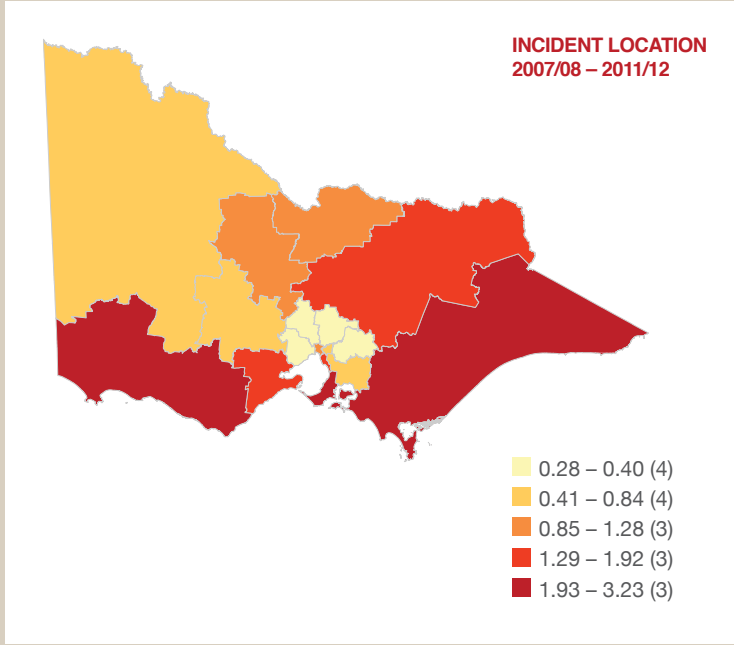 INCIDENT LOCATION
2007/08 – 2011/12
0.28 – 0.40 (4)
0.41 – 0.84 (4)
0.85 – 1.28 (3)
1.29 – 1.92 (3)
1.93 – 3.23 (3)